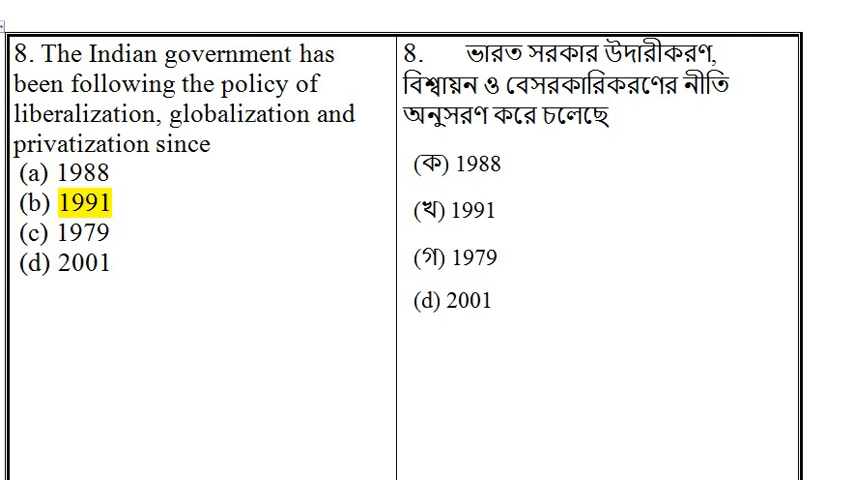 8. The Indian government has
been following the policy of
liberalization, globalization and
privatization since
(a) 1988
(b) 1991
(c) 1979
(d) 2001
8. ভারত সরকার উদারীকরণ,
বিশ্বায়ন ও বেসরকারিকরণের নীতি
অনুসরণ করে চলেছে
(ক) 1988
(খ) 1991
(গ) 1979
(d) 2001